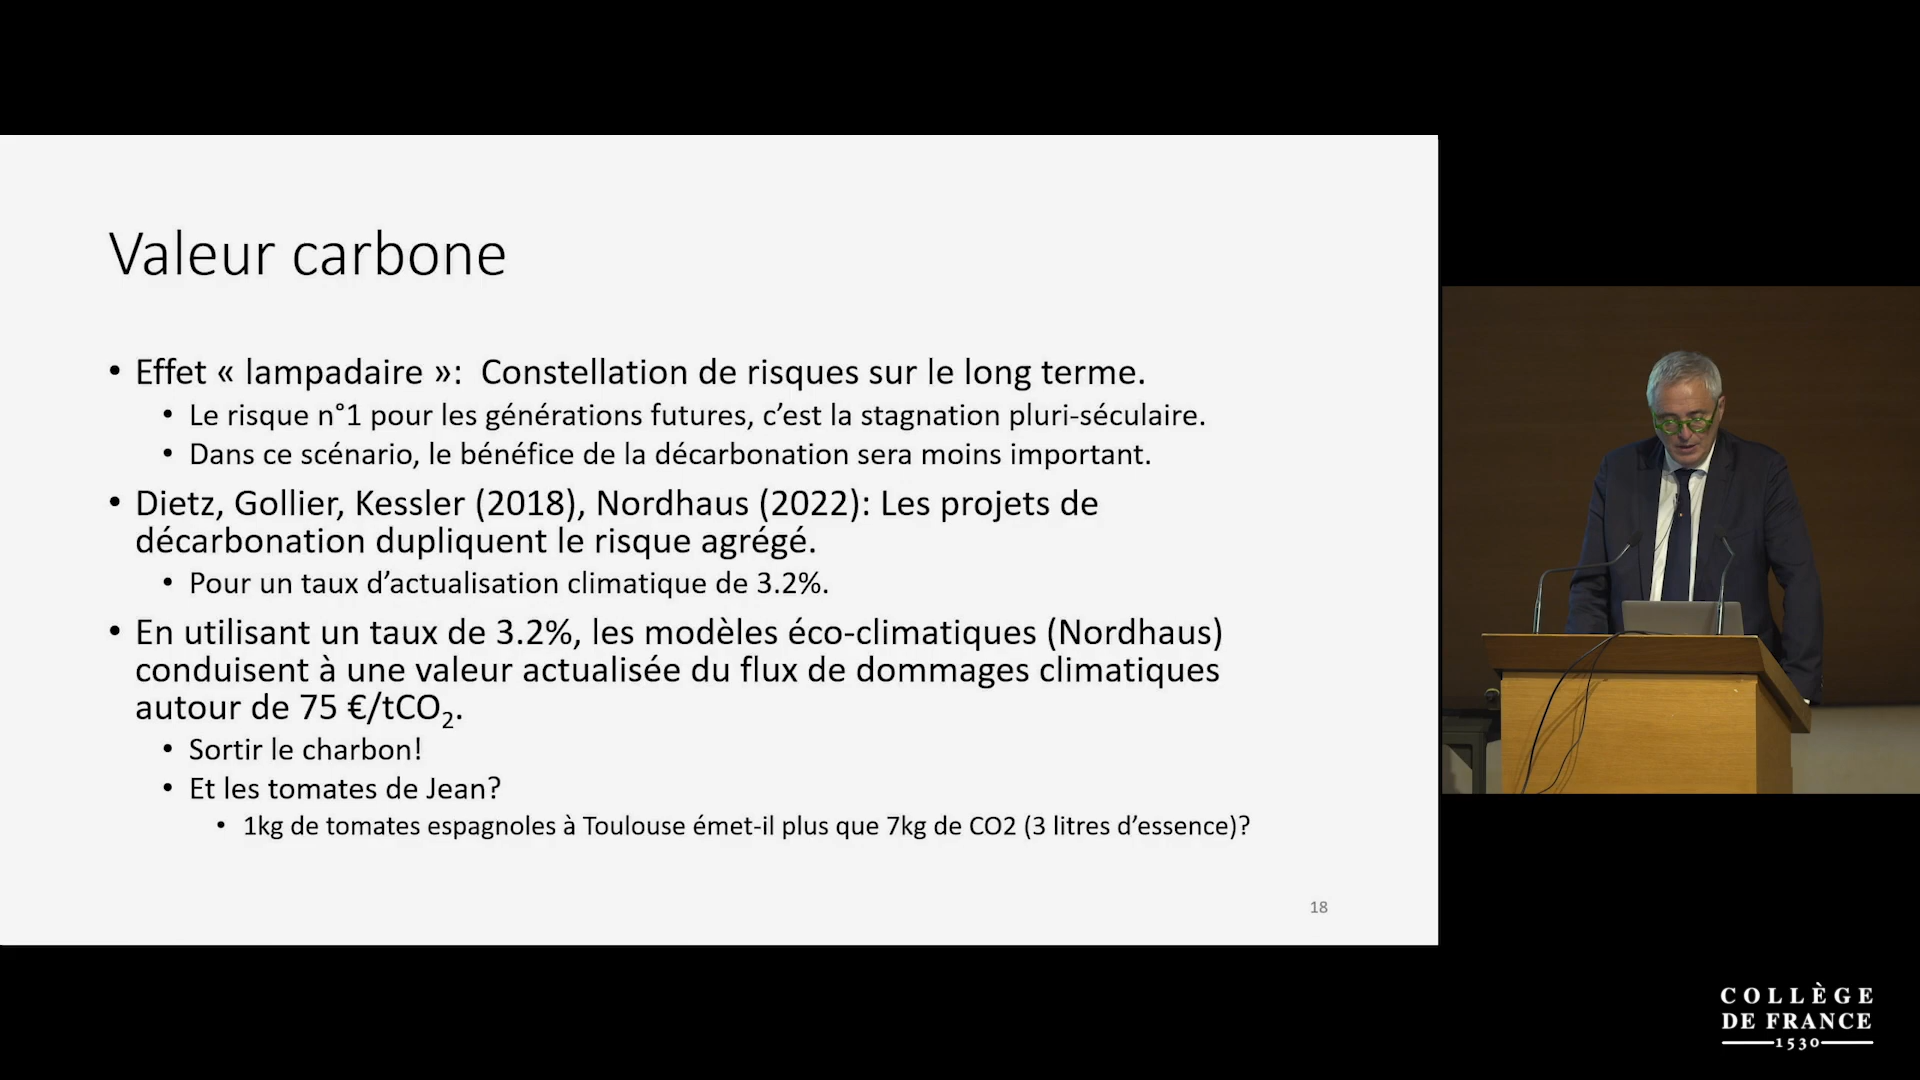 Valeur carbone
• Effet « lampadaire »: Constellation de risques sur le long terme.
• Le risque n°1 pour les générations futures, c’est la stagnation pluri-séculaire.
• Dans ce scénario, le bénéfice de la décarbonation sera moins important.
• Dietz, Gollier, Kessler (2018), Nordhaus (2022): Les projets de
décarbonation dupliquent le risque agrégé.
• Pour un taux d’actualisation climatique de 3.2%.
• En utilisant un taux de 3.2%, les modèles éco-climatiques (Nordhaus)
conduisent à une valeur actualisée du flux de dommages climatiques
autour de 75 €/tCO₂.
• Sortir le charbon!
• Et les tomates de Jean?
• 1kg de tomates espagnoles à Toulouse émet-il plus que 7kg de CO2 (3 litres d’essence)?
18
COLLÈGE
DE FRANCE
1530